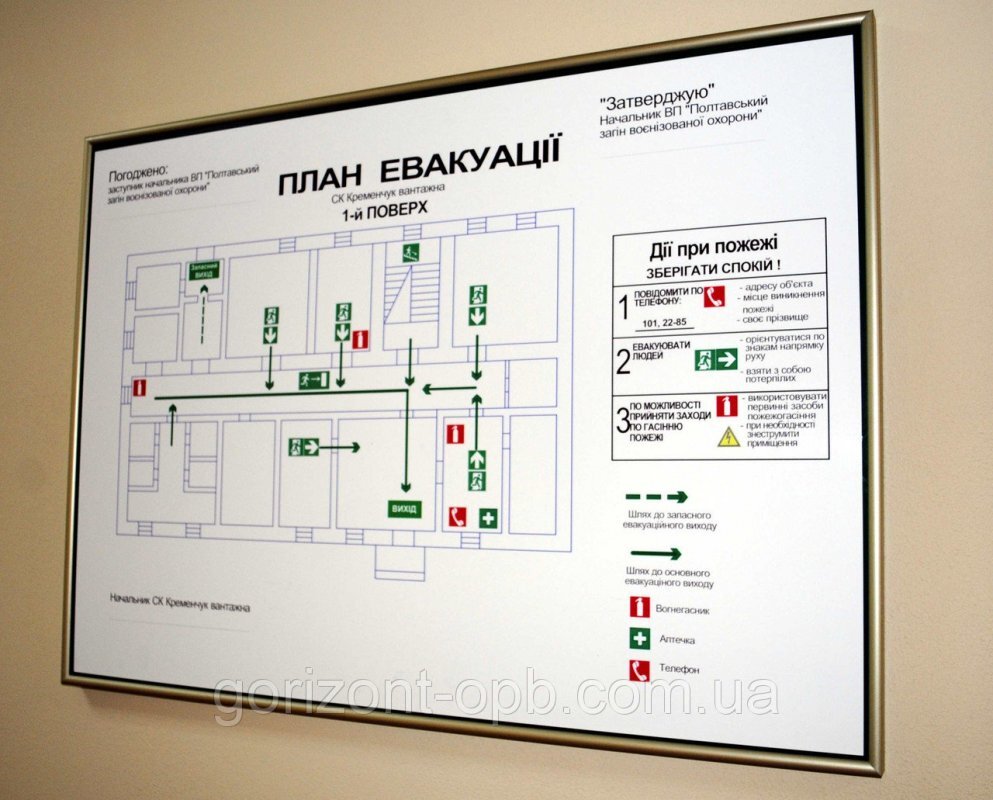 Погоджено:
заступник начальника ВП "Полтавський
загін воєнізованої охорони"
"Затверджую"
Начальник ВП "Полтавський
загін воєнізованої охорони"
ПЛАН ЕВАКУАЦІЇ
СК Кременчук вантажна
1-й ПОВЕРХ
Запасний
ВИХІД
ВИХІД
Дії при пожежі
ЗБЕРІГАТИ СПОКІЙ !
1 ПОВІДОМИТИ ПО
ТЕЛЕФОНУ:
101, 22-85
- адресу об'єкта
- місце виникнення
пожежі
- своє прізвище
2 ЕВАКУЮВАТИ
ЛЮДЕЙ
- орієнтуватися по
знакам напрямку
руху
- взяти з собою
потерпілих
3 ПО МОЖЛИВОСТІ
ПРИЙНЯТИ ЗАХОДИ
ПО ГАСІННЮ
ПОЖЕЖІ
- використовувати
первинні засоби
пожежогасіння
- при необхідності
знеструмити
приміщення
Шлях до запасного
евакуаційного виходу
Шлях до основного
евакуаціного виходу
Вогнегасник
Аптечка
Телефон
Начальник СК Кременчук вантажна
gorizont-opb.com.ua